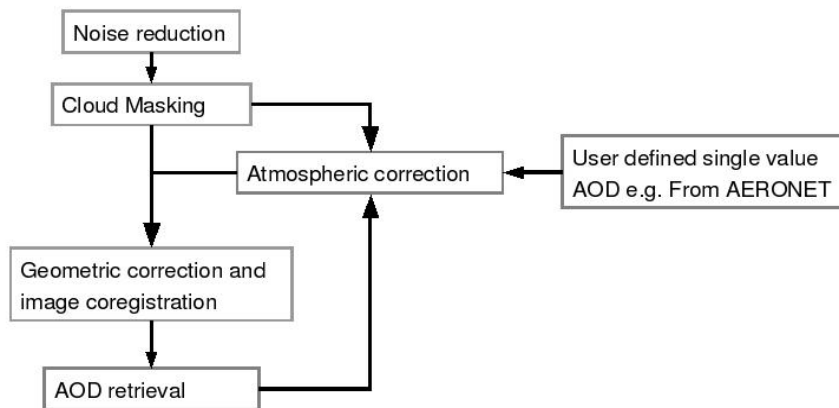 Noise reduction
Cloud Masking
Atmospheric correction
User defined single value
AOD e.g. From AERONET
Geometric correction and
image coregistration
AOD retrieval